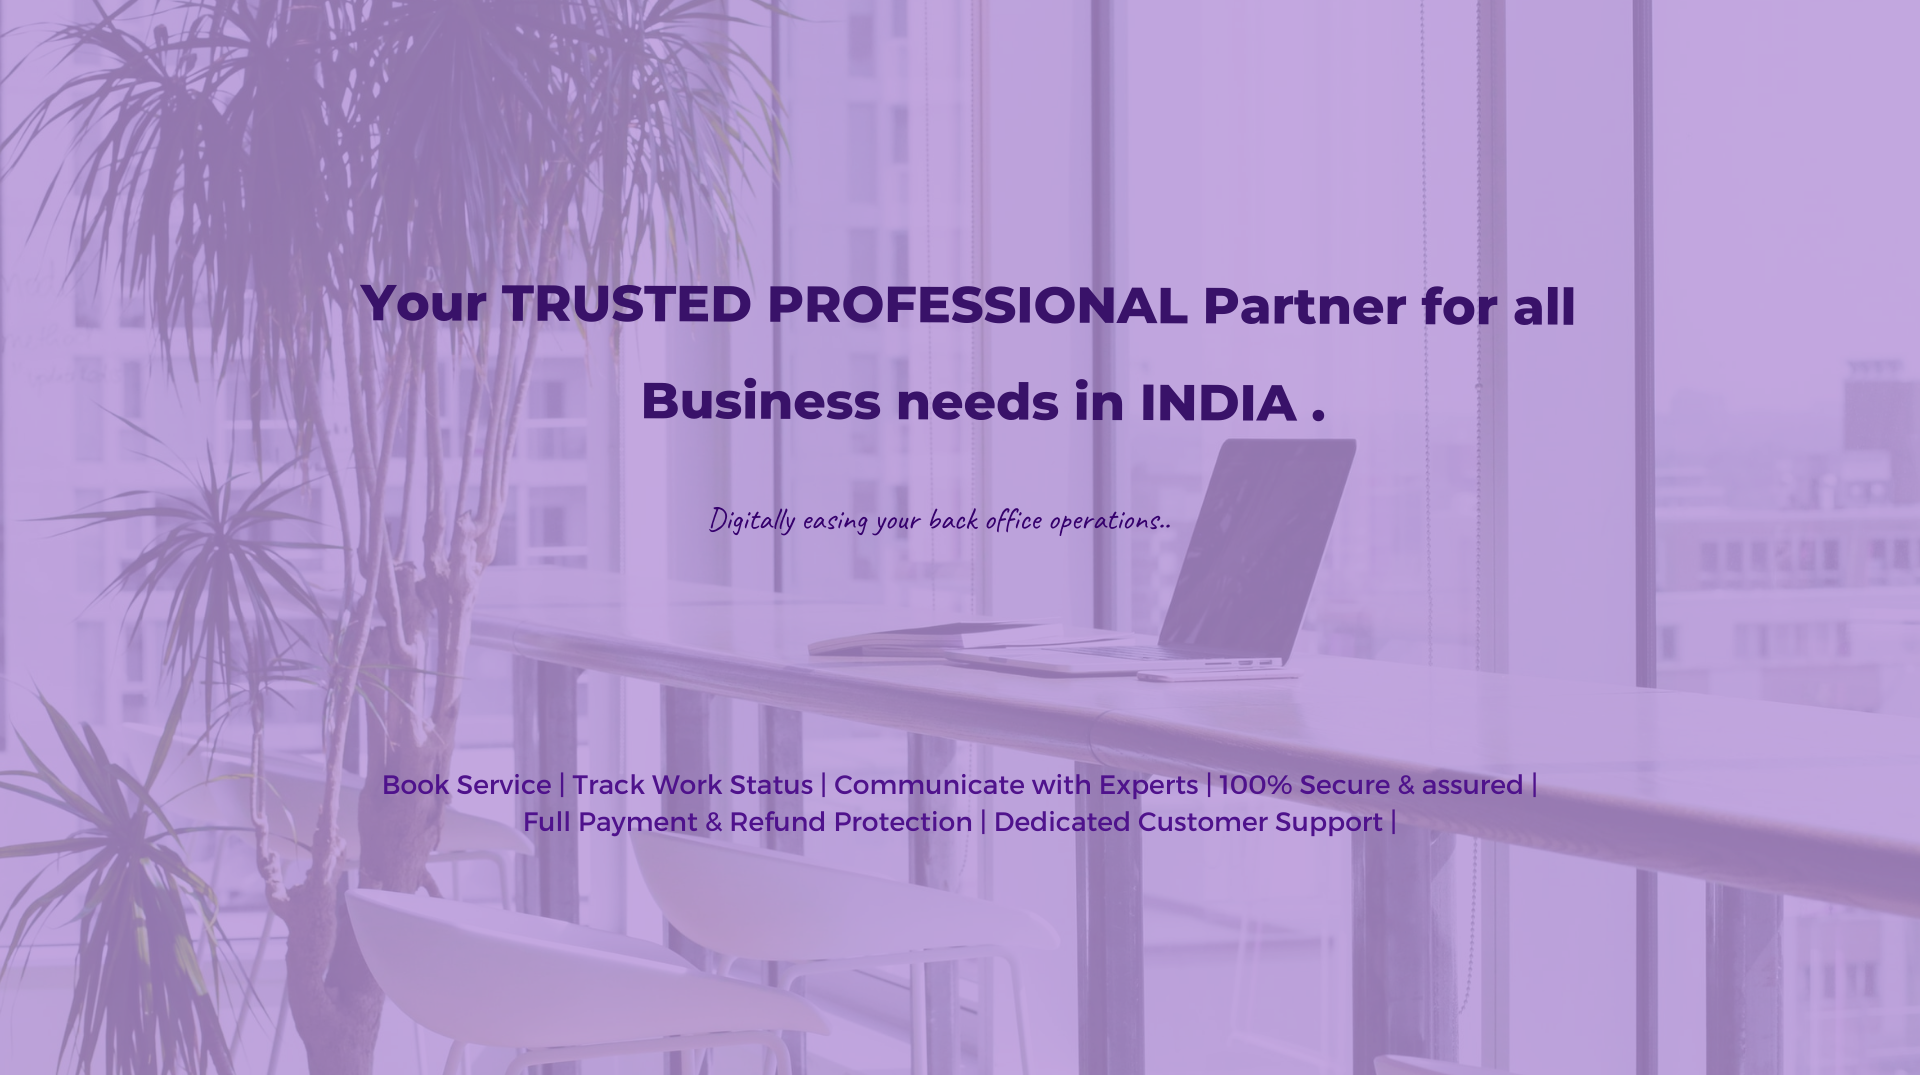 Your TRUSTED PROFESSIONAL Partner for all
Business needs in INDIA .
Digitally easing your back office operations..
Book Service | Track Work Status | Communicate with Experts | 100% Secure & assured |
Full Payment & Refund Protection | Dedicated Customer Support |